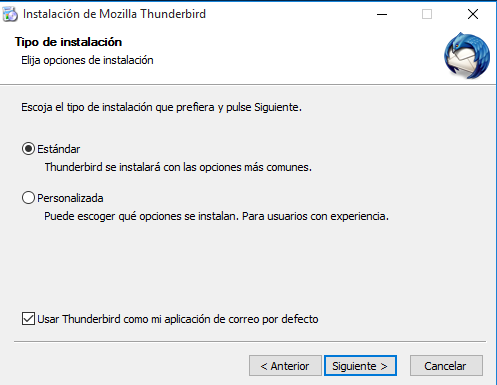 Instalación de Mozilla Thunderbird
Tipo de instalación
Elija opciones de instalación
Escoja el tipo de instalación que prefiera y pulse Siguiente.
Estándar
Thunderbird se instalará con las opciones más comunes.
Personalizada
Puede escoger qué opciones se instalan. Para usuarios con experiencia.
Usar Thunderbird como mi aplicación de correo por defecto
< Anterior Siguiente > Cancelar